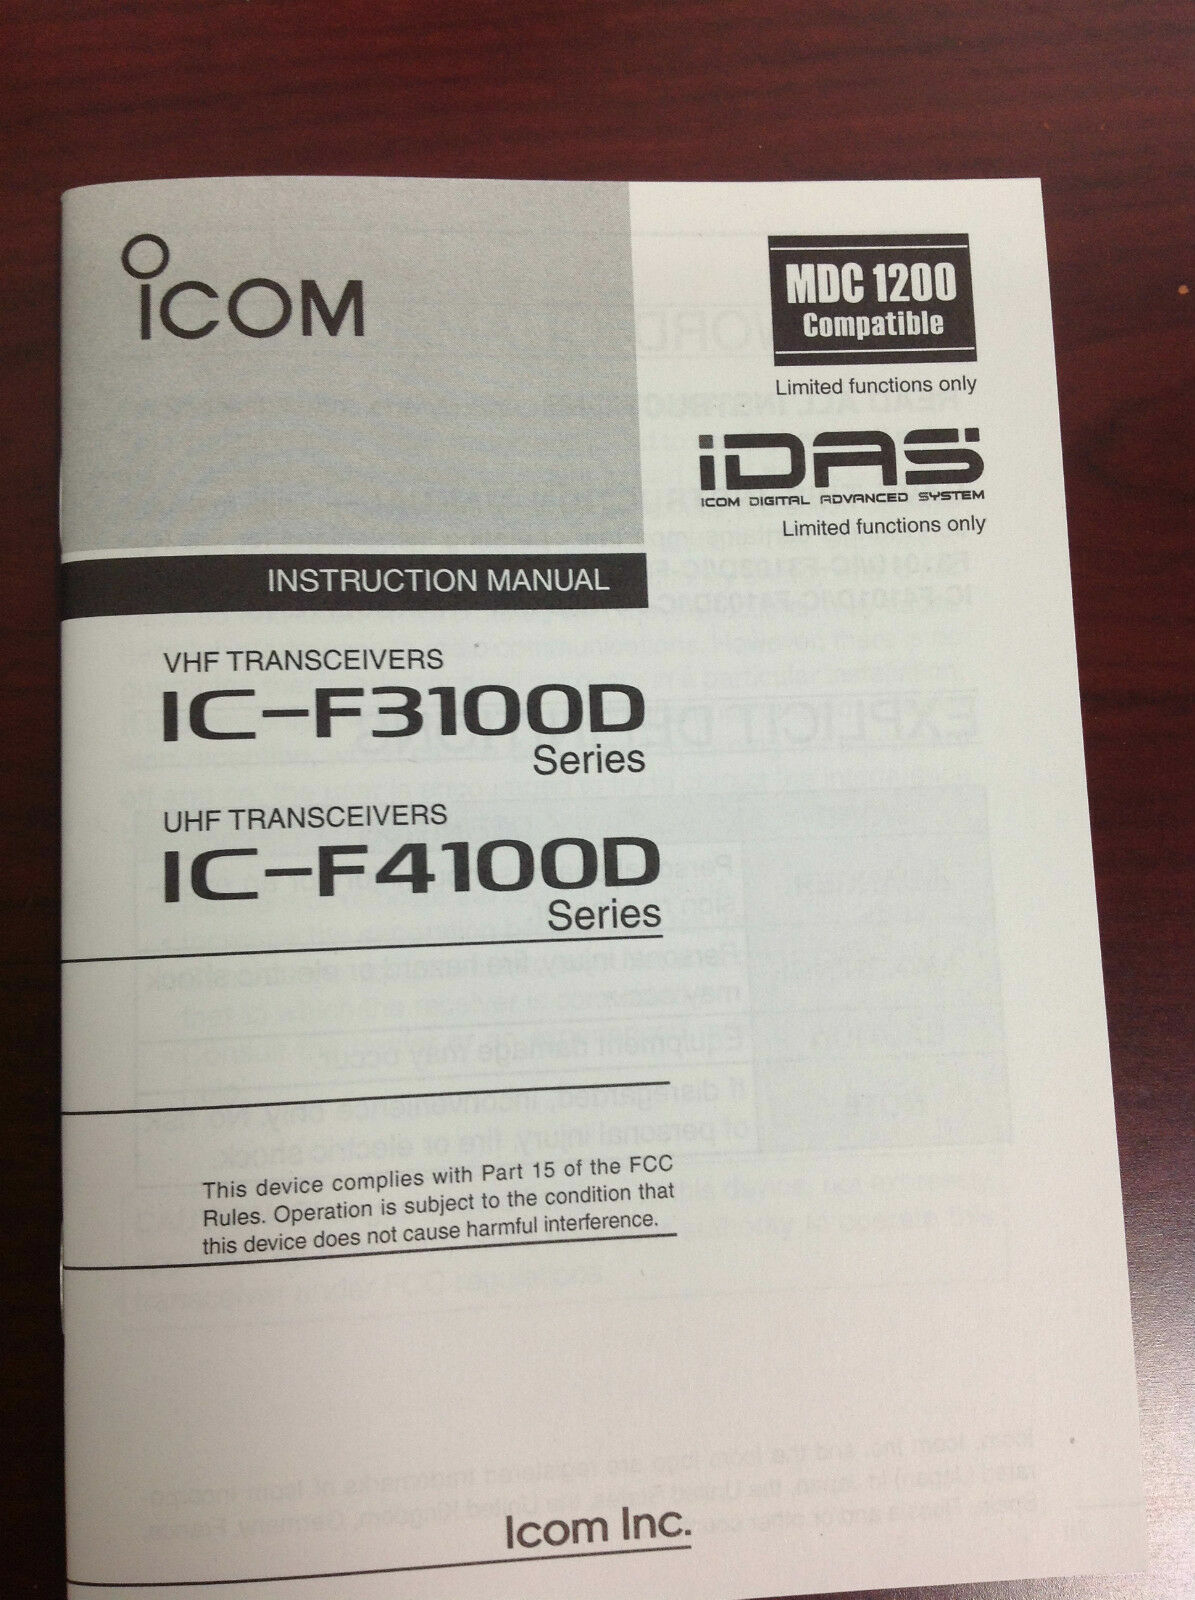 ICOM
MDC 1200
Compatible
Limited functions only
iDAS
ICOM DIGITAL ADVANCED SYSTEM
Limited functions only
INSTRUCTION MANUAL
VHF TRANSCEIVERS
IC-F3100D
Series
UHF TRANSCEIVERS
IC-F4100D
Series
This device complies with Part 15 of the FCC
Rules. Operation is subject to the condition that
this device does not cause harmful interference.
Icom Inc.